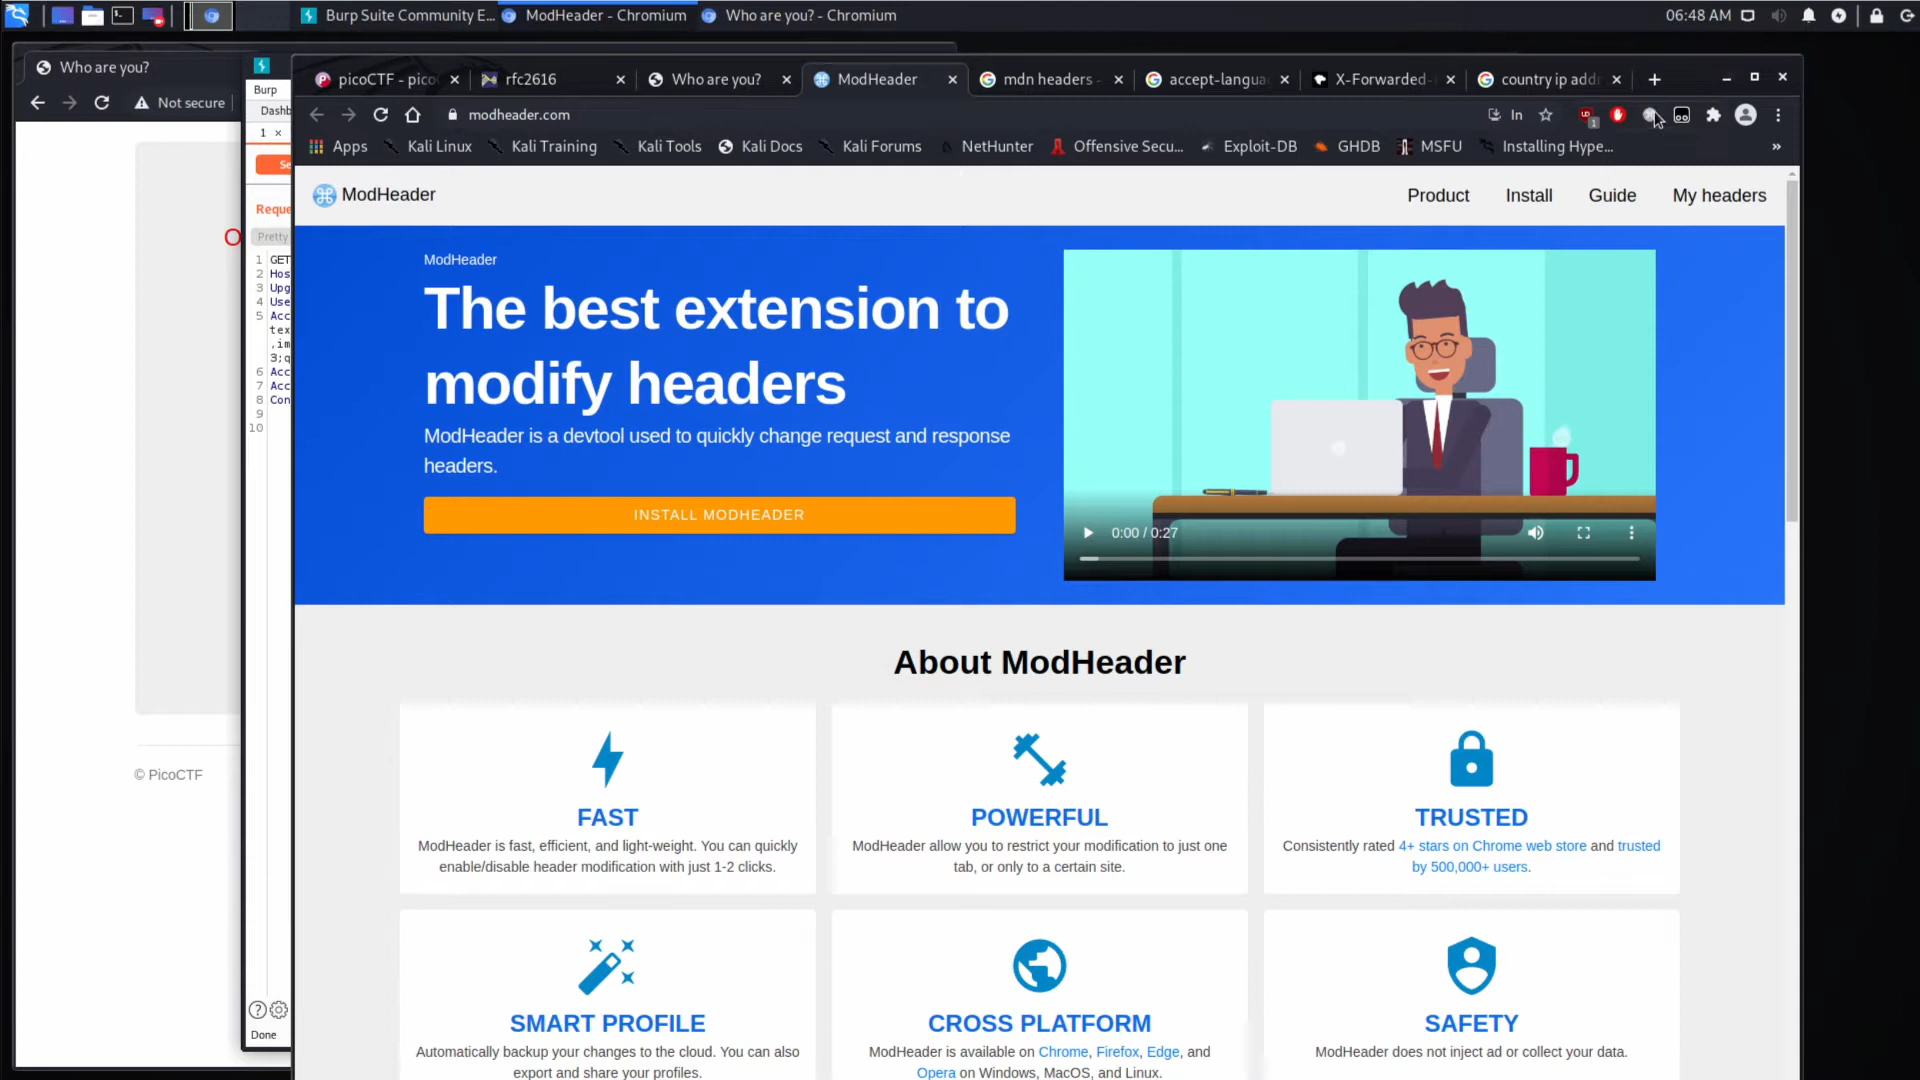 Burp Suite Community E...
ModHeader - Chromium
Who are you? - Chromium
06:48 AM
Who are you?
Not secure
Burp
Dashb
1 ×
Se
Reque
Pretty
1 GET
2 Hos
3 Upg
4 Use
5 Acc
tex
,im
3;q
6 Acc
7 Acc
8 Con
9
10
O
© PicoCTF
Done
picoCTF - pico
rfc2616
Who are you?
ModHeader
mdn headers -
accept-langua
X-Forwarded-
country ip addr
modheader.com
In
1
Apps
Kali Linux
Kali Training
Kali Tools
Kali Docs
Kali Forums
NetHunter
Offensive Secu...
Exploit-DB
GHDB
MSFU
Installing Hype...
»
ModHeader
Product
Install
Guide
My headers
ModHeader
The best extension to
modify headers
ModHeader is a devtool used to quickly change request and response
headers.
INSTALL MODHEADER
0:00 / 0:27
About ModHeader
FAST
ModHeader is fast, efficient, and light-weight. You can quickly
enable/disable header modification with just 1-2 clicks.
POWERFUL
ModHeader allow you to restrict your modification to just one
tab, or only to a certain site.
TRUSTED
Consistently rated 4+ stars on Chrome web store and trusted
by 500,000+ users.
SMART PROFILE
Automatically backup your changes to the cloud. You can also
export and share your profiles.
CROSS PLATFORM
ModHeader is available on Chrome, Firefox, Edge, and
Opera on Windows, MacOS, and Linux.
SAFETY
ModHeader does not inject ad or collect your data.